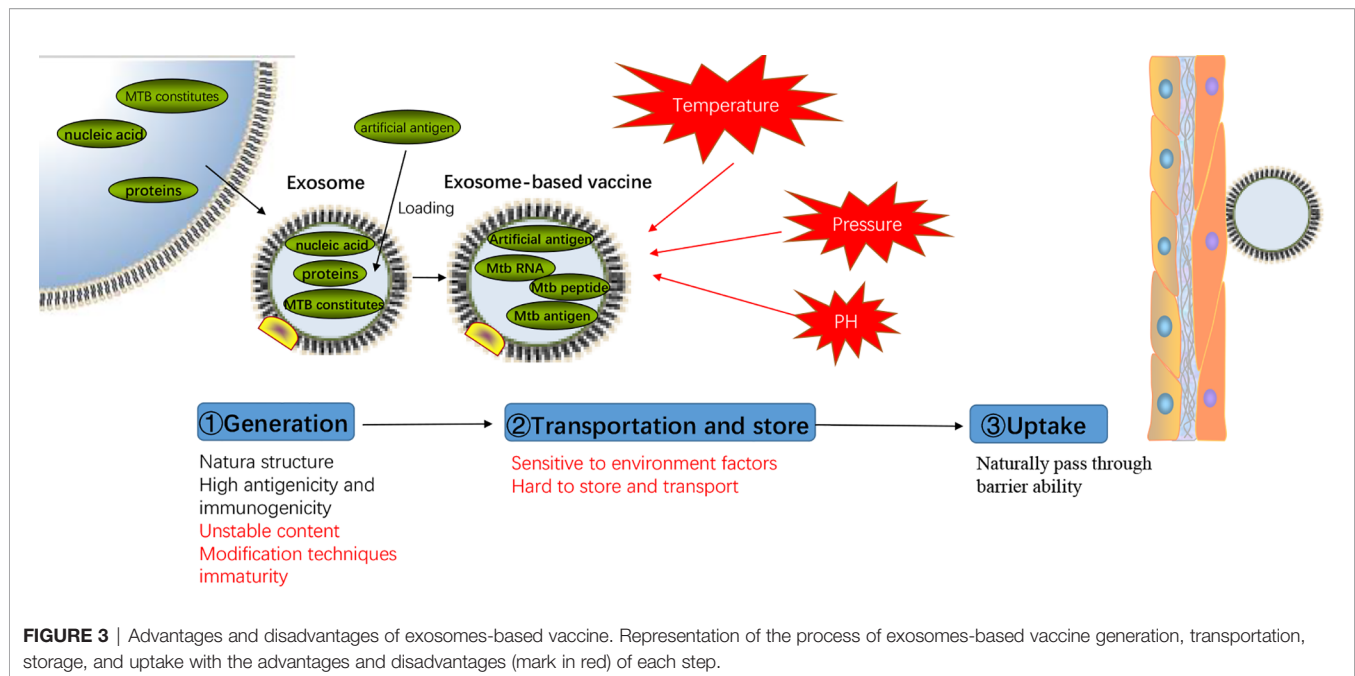 MTB constitutes
nucleic acid
proteins
artificial antigen
Loading
Exosome
nucleic acid
proteins
MTB constitutes
Exosome-based vaccine
Artificial antigen
Mtb RNA
Mtb peptide
Mtb antigen
Temperature
Pressure
PH
①Generation
Natura structure
High antigenicity and
immunogenicity
Unstable content
Modification techniques
immaturity
②Transportation and store
Sensitive to environment factors
Hard to store and transport
③Uptake
Naturally pass through
barrier ability
FIGURE 3 | Advantages and disadvantages of exosomes-based vaccine. Representation of the process of exosomes-based vaccine generation, transportation,
storage, and uptake with the advantages and disadvantages (mark in red) of each step.